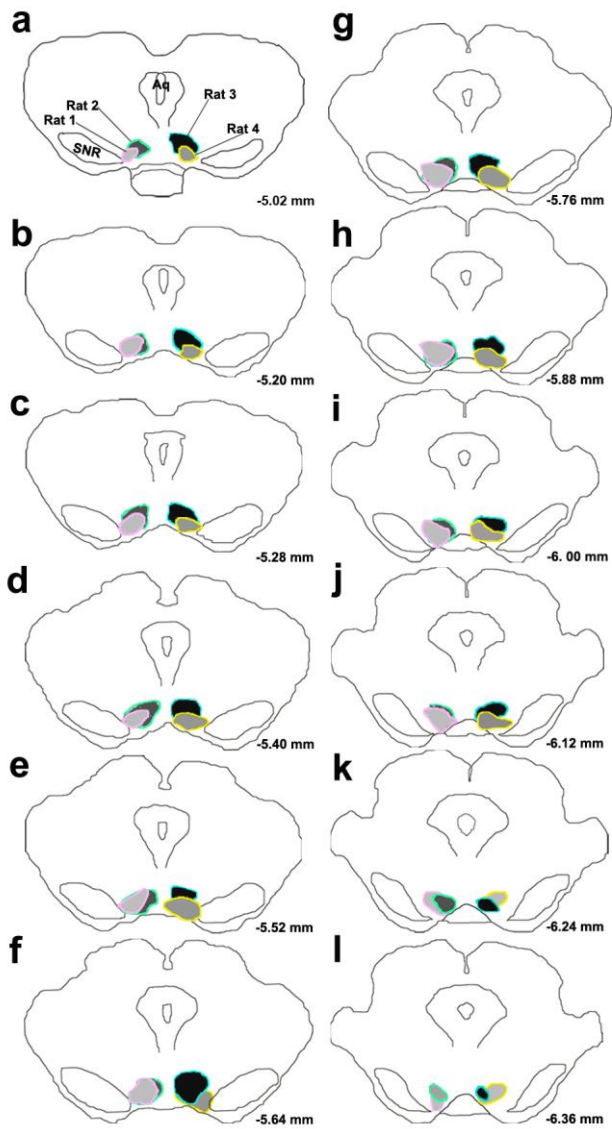 a
Aq
Rat 2
Rat 3
Rat 1
Rat 4
SNR
-5.02 mm
b
-5.20 mm
c
-5.28 mm
d
-5.40 mm
e
-5.52 mm
f
-5.64 mm
g
-5.76 mm
h
-5.88 mm
i
-6. 00 mm
j
-6.12 mm
k
-6.24 mm
l
-6.36 mm